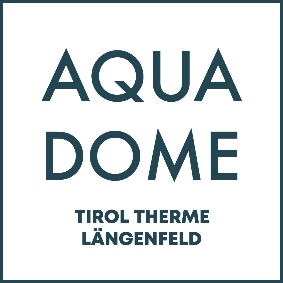 AQUA
DOME
TIROL THERME
LÄNGENFELD